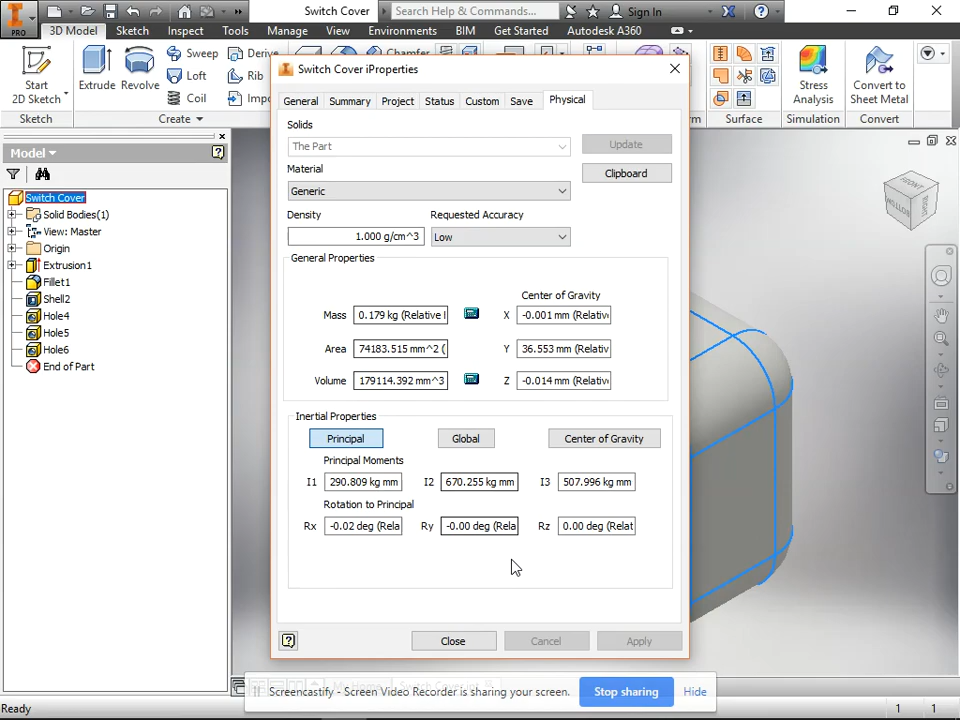 PRO
Switch Cover
Search Help & Commands...
Sign In
3D Model
Sketch
Inspect
Tools
Manage
View
Environments
BIM
Get Started
Autodesk A360
Start
2D Sketch
Extrude
Revolve
Sweep
Loft
Coil
Rib
Chamfer
Stress
Analysis
Convert to
Sheet Metal
Sketch
Create
Surface
Simulation
Convert
Model
Switch Cover
Solid Bodies(1)
View: Master
Origin
Extrusion1
Fillet1
Shell2
Hole4
Hole5
Hole6
End of Part
Switch Cover iProperties
General
Summary
Project
Status
Custom
Save
Physical
Solids
The Part
Update
Material
Clipboard
Generic
Density
Requested Accuracy
1.000 g/cm^3
Low
General Properties
Center of Gravity
Mass
0.179 kg (Relative
X
-0.001 mm (Relative
Area
74183.515 mm^2 (
Y
36.553 mm (Relativ
Volume
179114.392 mm^3
Z
-0.014 mm (Relative
Inertial Properties
Principal
Global
Center of Gravity
Principal Moments
I1
290.809 kg mm
I2
670.255 kg mm
I3
507.996 kg mm
Rotation to Principal
Rx
-0.02 deg (Rela
Ry
-0.00 deg (Rela
Rz
0.00 deg (Relat
Close
Cancel
Apply
FRONT
RIGHT
BOTTOM
Screencastify - Screen Video Recorder is sharing your screen.
Stop sharing
Hide
Ready
1
1